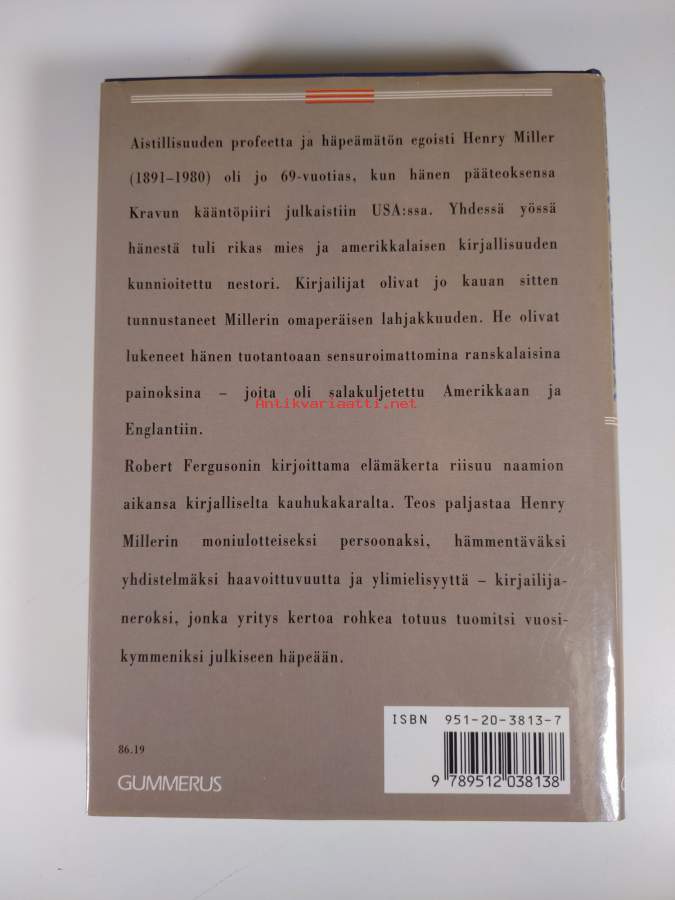 Aistillisuuden profeetta ja häpeämätön egoisti Henry Miller
(1891–1980) oli jo 69-vuotias, kun hänen pääteoksensa
Kravun kääntöpiiri julkaistiin USA:ssa. Yhdessä yössä
hänestä tuli rikas mies ja amerikkalaisen kirjallisuuden
kunnioitettu nestori. Kirjailijat olivat jo kauan sitten
tunnustaneet Millerin omaperäisen lahjakkuuden. He olivat
lukeneet hänen tuotantoaan sensuroimattomina ranskalaisina
painoksina – joita oli salakuljetettu Amerikkaan ja
Antikvariaatti.net
Englantiin.
Robert Fergusonin kirjoittama elämäkerta riisuu naamion
aikansa kirjalliselta kauhukakaralta. Teos paljastaa Henry
Millerin moniulotteiseksi persoonaksi, hämmentäväksi
yhdistelmäksi haavoittuvuutta ja ylimielisyyttä – kirjailija-
neroksi, jonka yritys kertoa rohkea totuus tuomitsi vuosi-
kymmeniksi julkiseen häpeään.
ISBN 951-20-3813-7
9 789512 038138
86.19
GUMMERUS